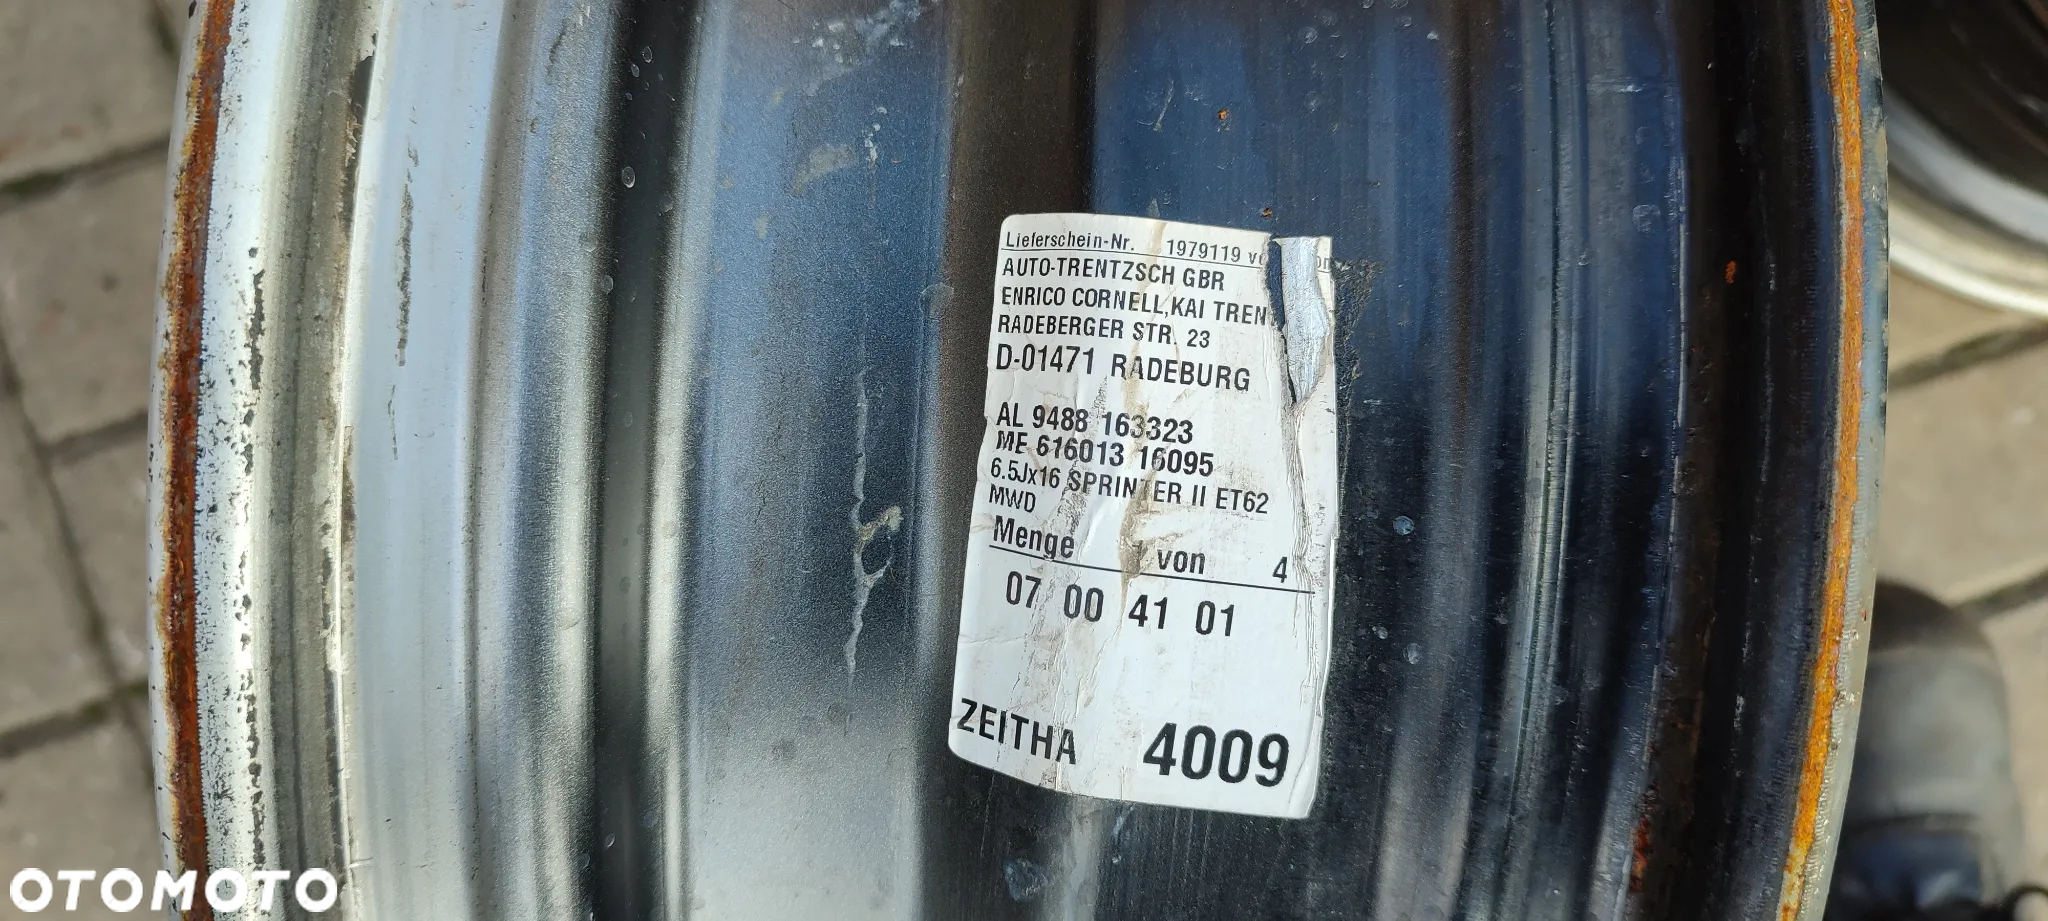 Lieferschein-Nr. 1979119
AUTO-TRENTZSCH GBR
ENRICO CORNELL,KAI TREN
RADEBERGER STR. 23
D-01471 RADEBURG
AL 9488 163323
ME 616013 16095
6.5Jx16 SPRINTER II ET62
MWD
Menge von 4
07 00 41 01
ZEITHA 4009
OTOMOTO